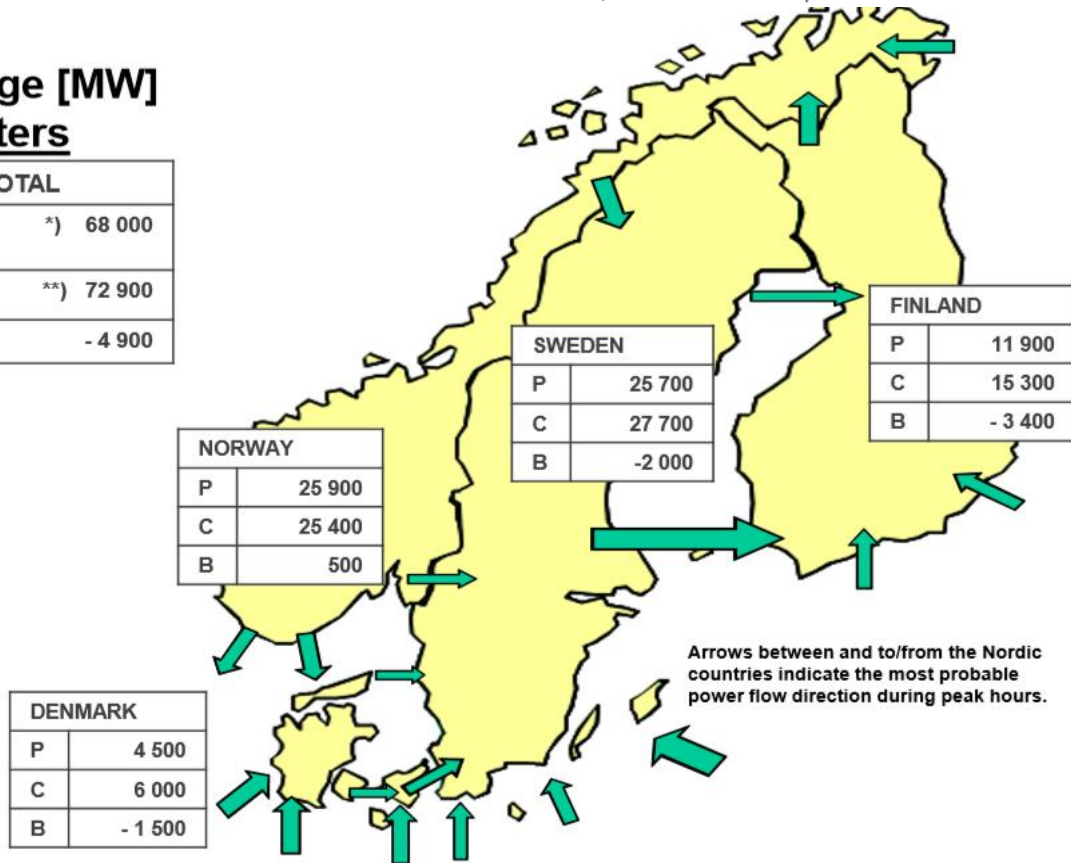 ge [MW]
ters
OTAL
*) 68 000
**) 72 900
- 4 900
SWEDEN
P 25 700
C 27 700
B -2 000
FINLAND
P 11 900
C 15 300
B - 3 400
NORWAY
P 25 900
C 25 400
B 500
Arrows between and to/from the Nordic
countries indicate the most probable
power flow direction during peak hours.
DENMARK
P 4 500
C 6 000
B - 1 500